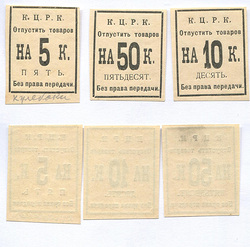 К. Ц. Р. К.
Отпустить товаров
НА 5 К.
ПЯТЬ.
Без права передачи.
К. Ц. Р. К.
Отпустить товаров
НА 50 К.
ПЯТЬДЕСЯТ.
Без права передачи.
К. Ц. Р. К.
Отпустить товаров
НА 10 К.
ДЕСЯТЬ.
Без права передачи.